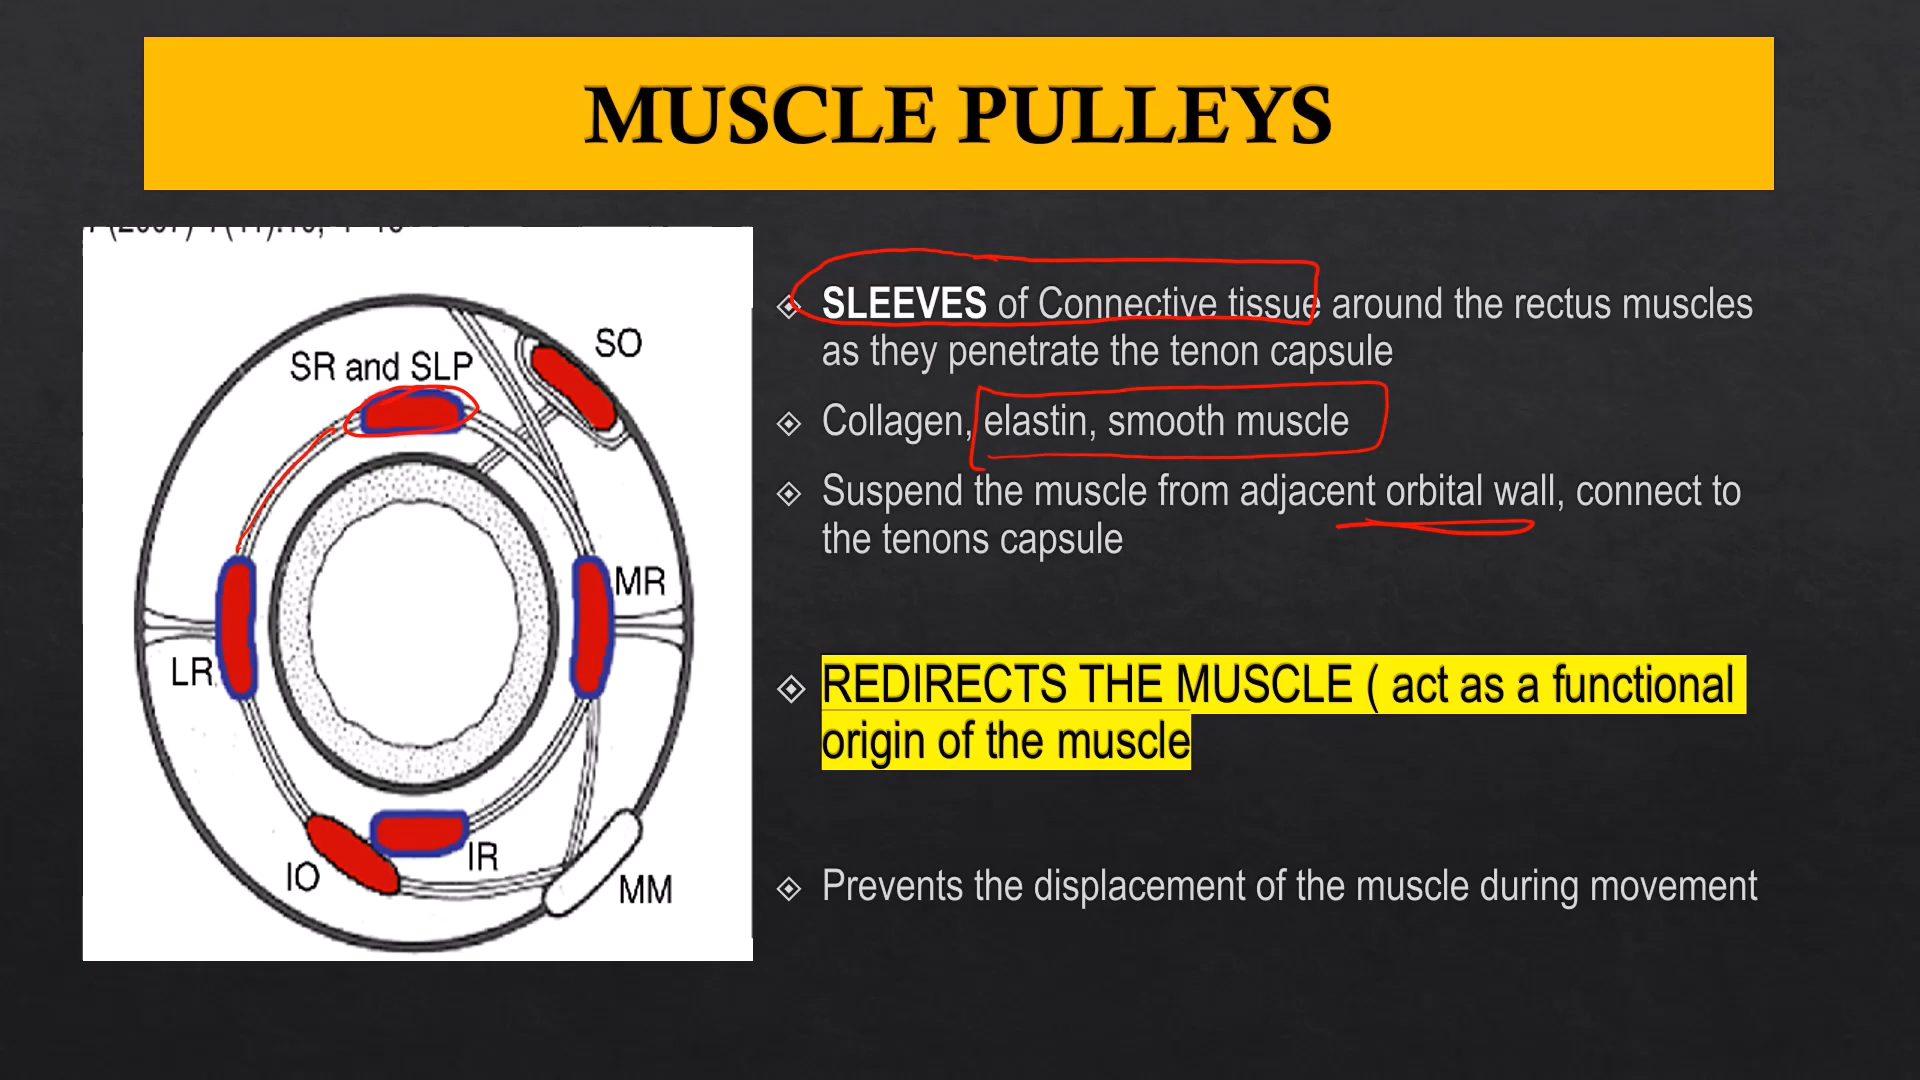 MUSCLE PULLEYS
SO
SR and SLP
MR
LR
IO
IR
MM
SLEEVES of Connective tissue around the rectus muscles
as they penetrate the tenon capsule
Collagen, elastin, smooth muscle
Suspend the muscle from adjacent orbital wall, connect to
the tenons capsule
REDIRECTS THE MUSCLE ( act as a functional
origin of the muscle
Prevents the displacement of the muscle during movement